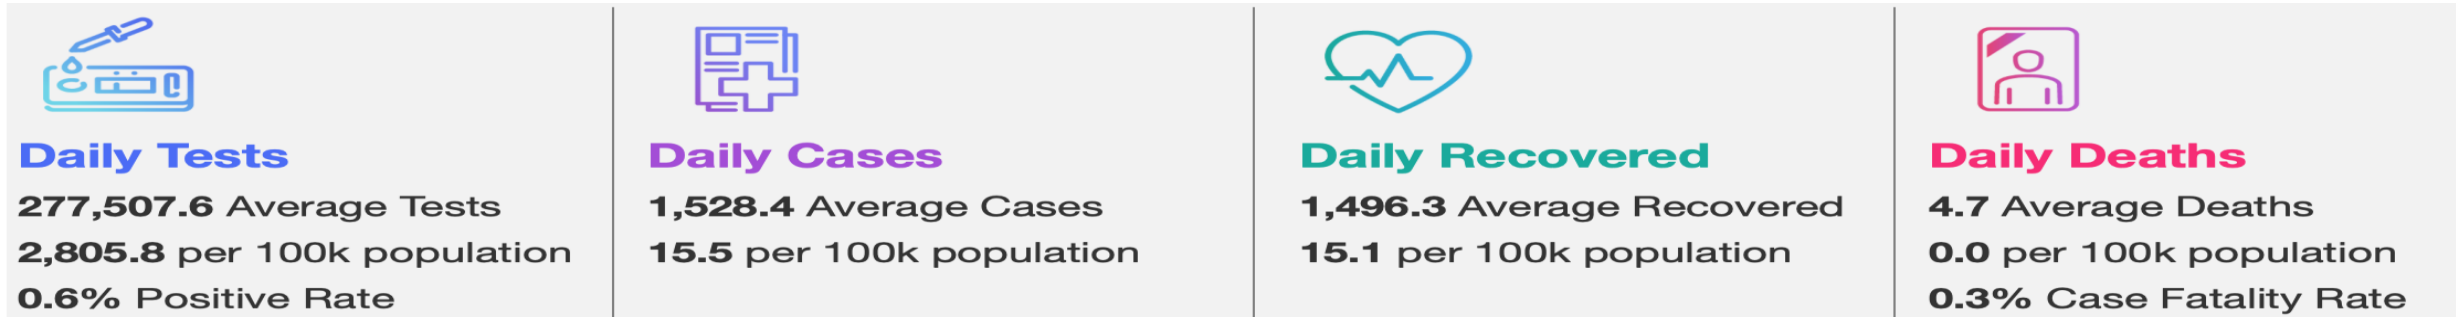 Daily Tests
277,507.6 Average Tests
2,805.8 per 100k population
0.6% Positive Rate
Daily Cases
1,528.4 Average Cases
15.5 per 100k population
Daily Recovered
1,496.3 Average Recovered
15.1 per 100k population
Daily Deaths
4.7 Average Deaths
0.0 per 100k population
0.3% Case Fatality Rate